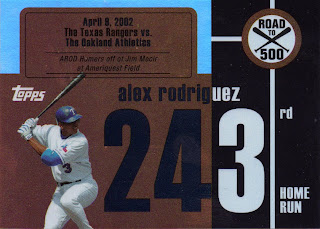 April 9, 2002
The Texas Rangers vs.
The Oakland Athletics
AROD Homers off of Jim Mecir
at Ameriquest Field
ROAD
TO
500
Topps
alex rodriguez
243
rd
HOME
RUN
3